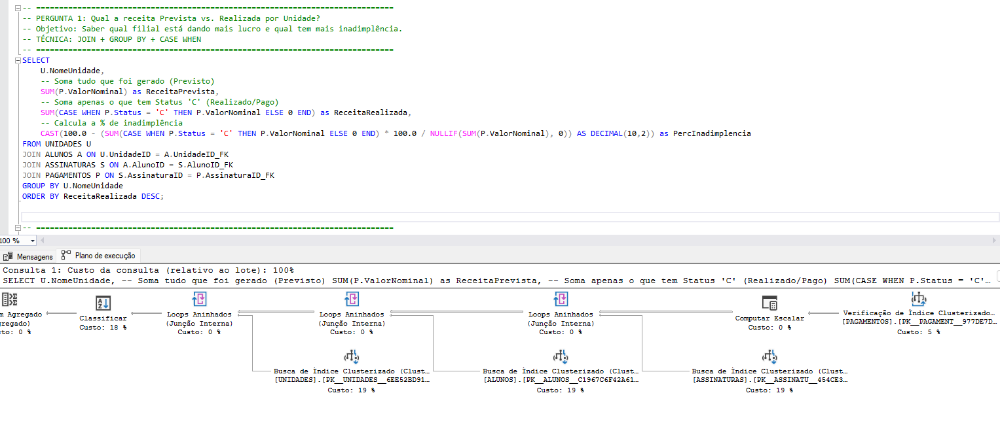 -- ==============================================================================
-- PERGUNTA 1: Qual a receita Prevista vs. Realizada por Unidade?
-- Objetivo: Saber qual filial está dando mais lucro e qual tem mais inadimplência.
-- TÉCNICA: JOIN + GROUP BY + CASE WHEN
-- ==============================================================================
SELECT
U.NomeUnidade,
-- Soma tudo que foi gerado (Previsto)
SUM(P.ValorNominal) as ReceitaPrevista,
-- Soma apenas o que tem Status 'C' (Realizado/Pago)
SUM(CASE WHEN P.Status = 'C' THEN P.ValorNominal ELSE 0 END) as ReceitaRealizada,
-- Calcula a % de inadimplência
CAST(100.0 - (SUM(CASE WHEN P.Status = 'C' THEN P.ValorNominal ELSE 0 END) * 100.0 / NULLIF(SUM(P.ValorNominal), 0)) AS DECIMAL(10,2)) as PercInadimplencia
FROM UNIDADES U
JOIN ALUNOS A ON U.UnidadeID = A.UnidadeID_FK
JOIN ASSINATURAS S ON A.AlunoID = S.AlunoID_FK
JOIN PAGAMENTOS P ON S.AssinaturaID = P.AssinaturaID_FK
GROUP BY U.NomeUnidade
ORDER BY ReceitaRealizada DESC;
-- ==============================================================================
100 %
Mensagens
Plano de execução
Consulta 1: Custo da consulta (relativo ao lote): 100%
SELECT U.NomeUnidade, -- Soma tudo que foi gerado (Previsto) SUM(P.ValorNominal) as ReceitaPrevista, -- Soma apenas o que tem Status 'C' (Realizado/Pago) SUM(CASE WHEN P.Status = 'C'...
m Agregado
gregado)
sto: 0 %
Classificar
Custo: 18 %
Loops Aninhados
(Junção Interna)
Custo: 0 %
Loops Aninhados
(Junção Interna)
Custo: 0 %
Loops Aninhados
(Junção Interna)
Custo: 0 %
Computar Escalar
Custo: 0 %
Verificação de Índice Clusterizado...
[PAGAMENTOS].[PK__PAGAMENT__977DE7D...
Custo: 5 %
Busca de Índice Clusterizado (Clust...
[UNIDADES].[PK__UNIDADES__6EE52BD91...
Custo: 19 %
Busca de Índice Clusterizado (Clust...
[ALUNOS].[PK__ALUNOS__C1967C6F42A61...
Custo: 19 %
Busca de Índice Clusterizado (Clust...
[ASSINATURAS].[PK__ASSINATU__454CE3...
Custo: 19 %